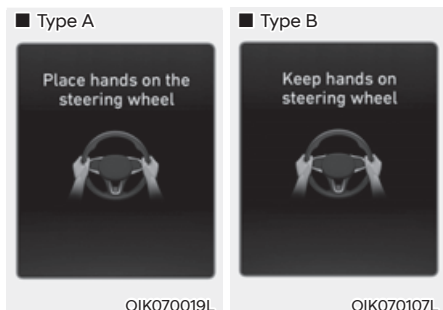 ■ Type A
Place hands on the
steering wheel
OIK070019L
■ Type B
Keep hands on
steering wheel
OIK070107L